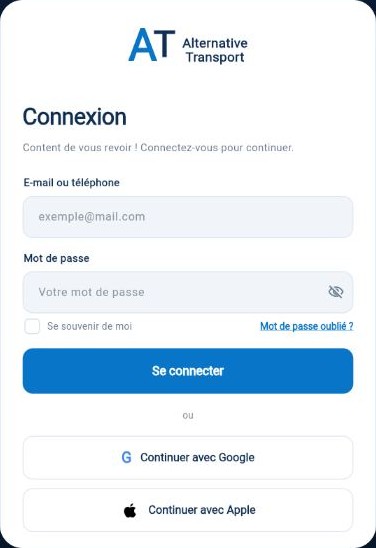 AT Alternative
Transport
Connexion
Content de vous revoir ! Connectez-vous pour continuer.
E-mail ou téléphone
exemple@mail.com
Mot de passe
Votre mot de passe
Se souvenir de moi Mot de passe oublié ?
Se connecter
ou
G Continuer avec Google
Continuer avec Apple